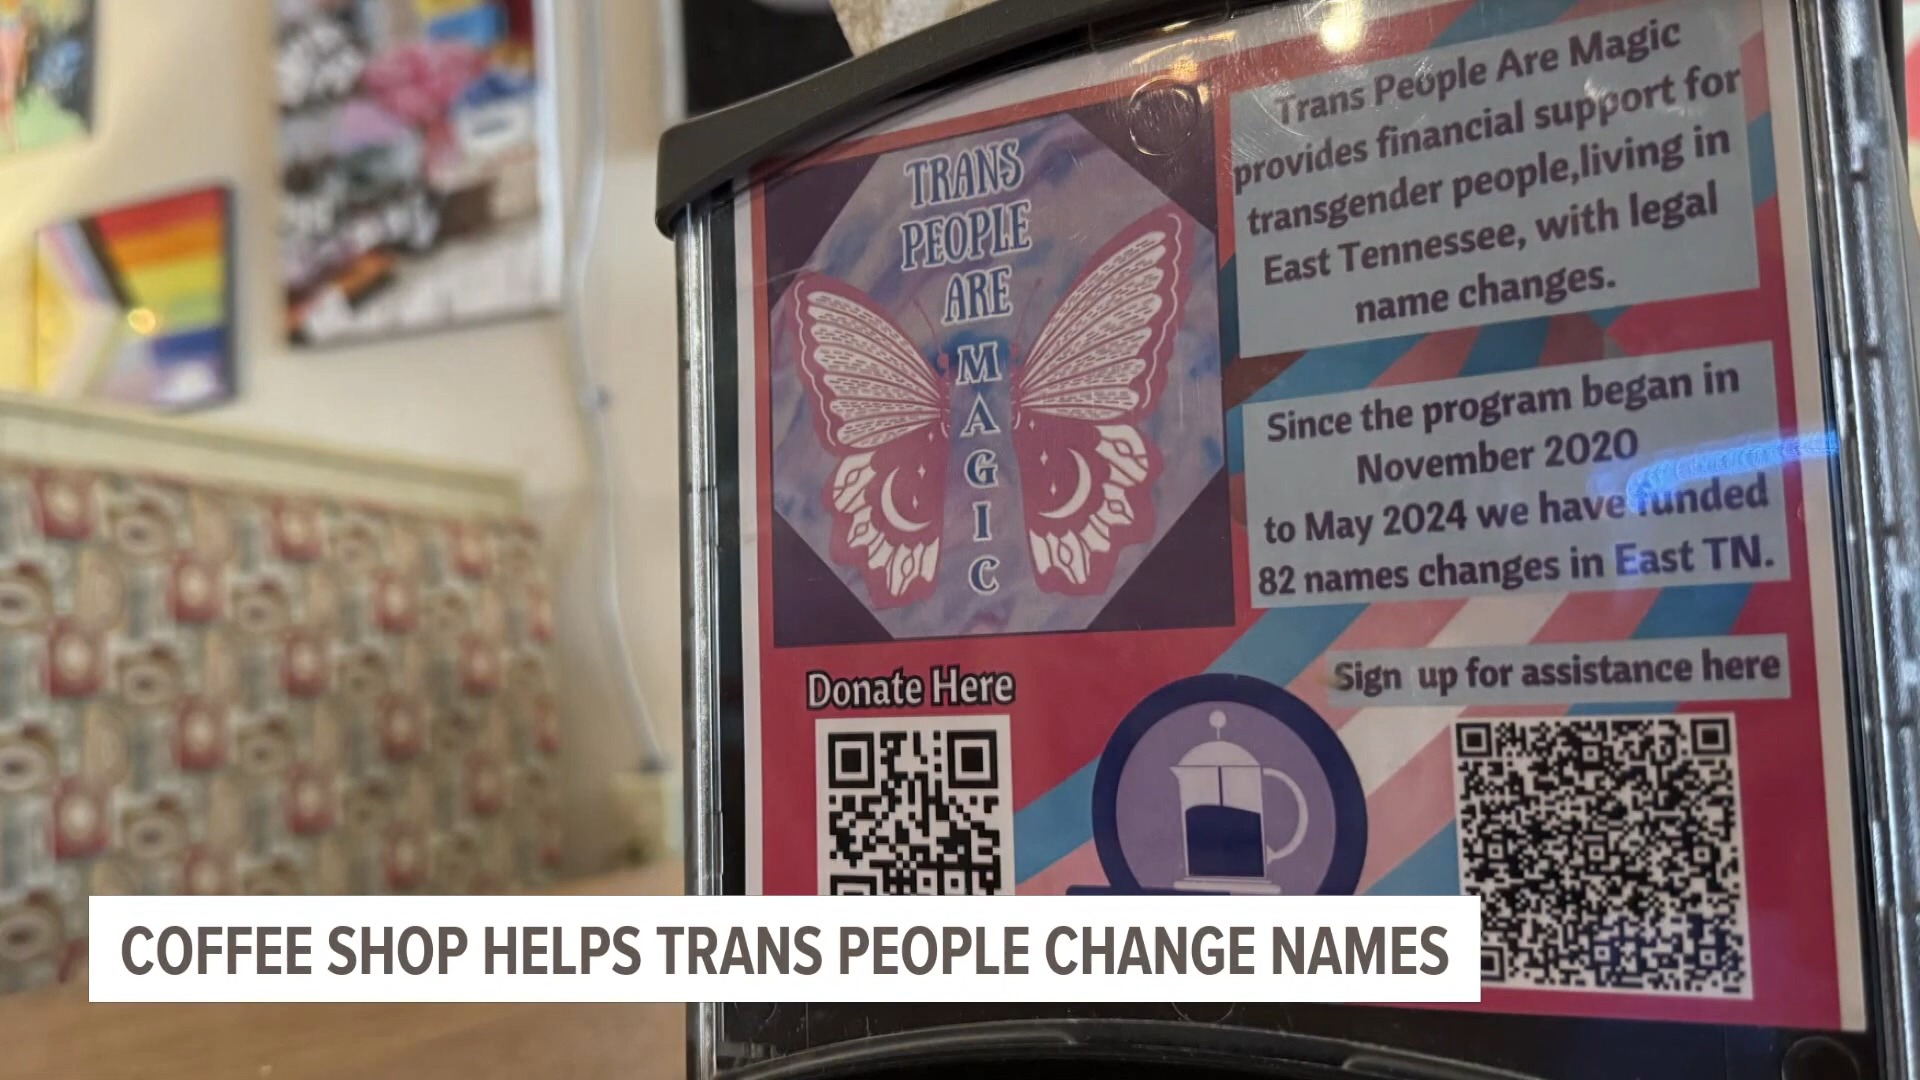 TRANS
PEOPLE
ARE
MAGIC
Trans People Are Magic
provides financial support for
transgender people,living in
East Tennessee, with legal
name changes.
Since the program began in
November 2020
to May 2024 we have funded
82 names changes in East TN.
Donate Here
Sign up for assistance here
COFFEE SHOP HELPS TRANS PEOPLE CHANGE NAMES